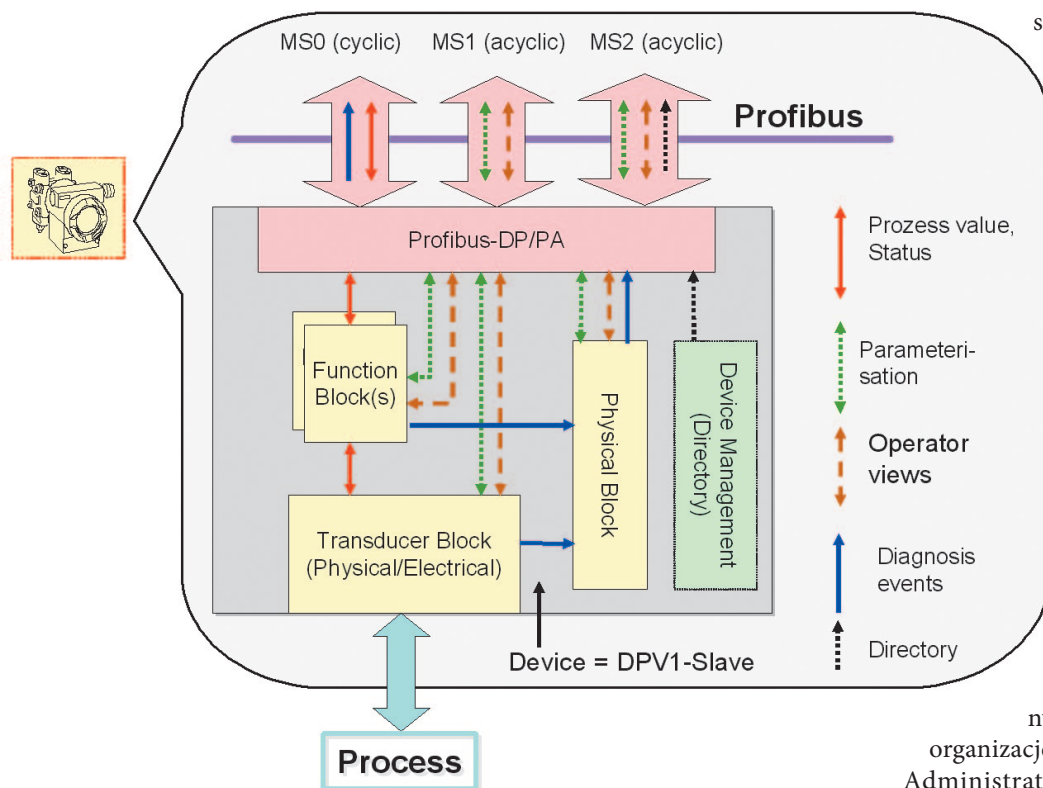 s
MS0 (cyclic)
MS1 (acyclic)
MS2 (acyclic)
Profibus
Profibus-DP/PA
Function
Block(s)
Physical Block
Device Management
(Directory)
Transducer Block
(Physical/Electrical)
Device = DPV1-Slave
Process
Prozess value,
Status
Parameteri-
sation
Operator
views
Diagnosis
events
Directory
organizacj
Administrat